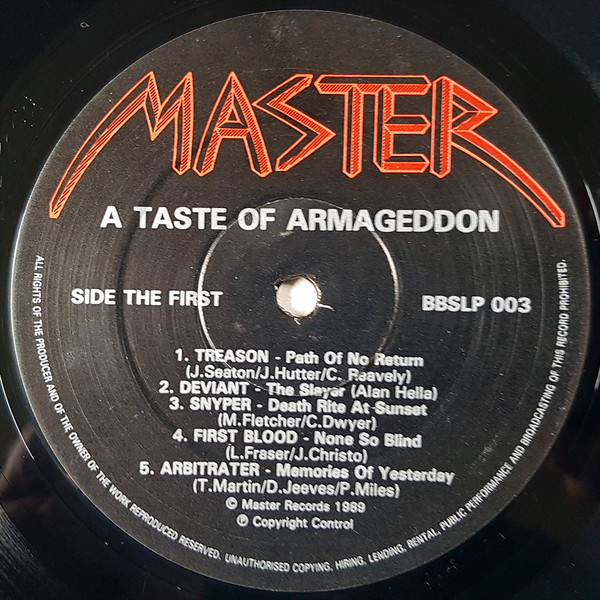 MASTER
A TASTE OF ARMAGEDDON
SIDE THE FIRST
BBSLP 003
1. TREASON - Path Of No Return
(J.Seaton/J.Hutter/C. Reavely)
2. DEVIANT - The Slayer (Alan Hella)
3. SNYPER - Death Rite At Sunset
(M.Fletcher/C.Dwyer)
4. FIRST BLOOD - None So Blind
(L.Fraser/J.Christo)
5. ARBITRATER - Memories Of Yesterday
(T.Martin/D.Jeeves/P.Miles)
© Master Records 1989
℗ Copyright Control
ALL RIGHTS OF THE PRODUCER AND OF THE OWNER OF THE WORK REPRODUCED RESERVED. UNAUTHORISED COPYING, HIRING, LENDING, RENTAL, PUBLIC PERFORMANCE AND BROADCASTING OF THIS RECORD PROHIBITED.